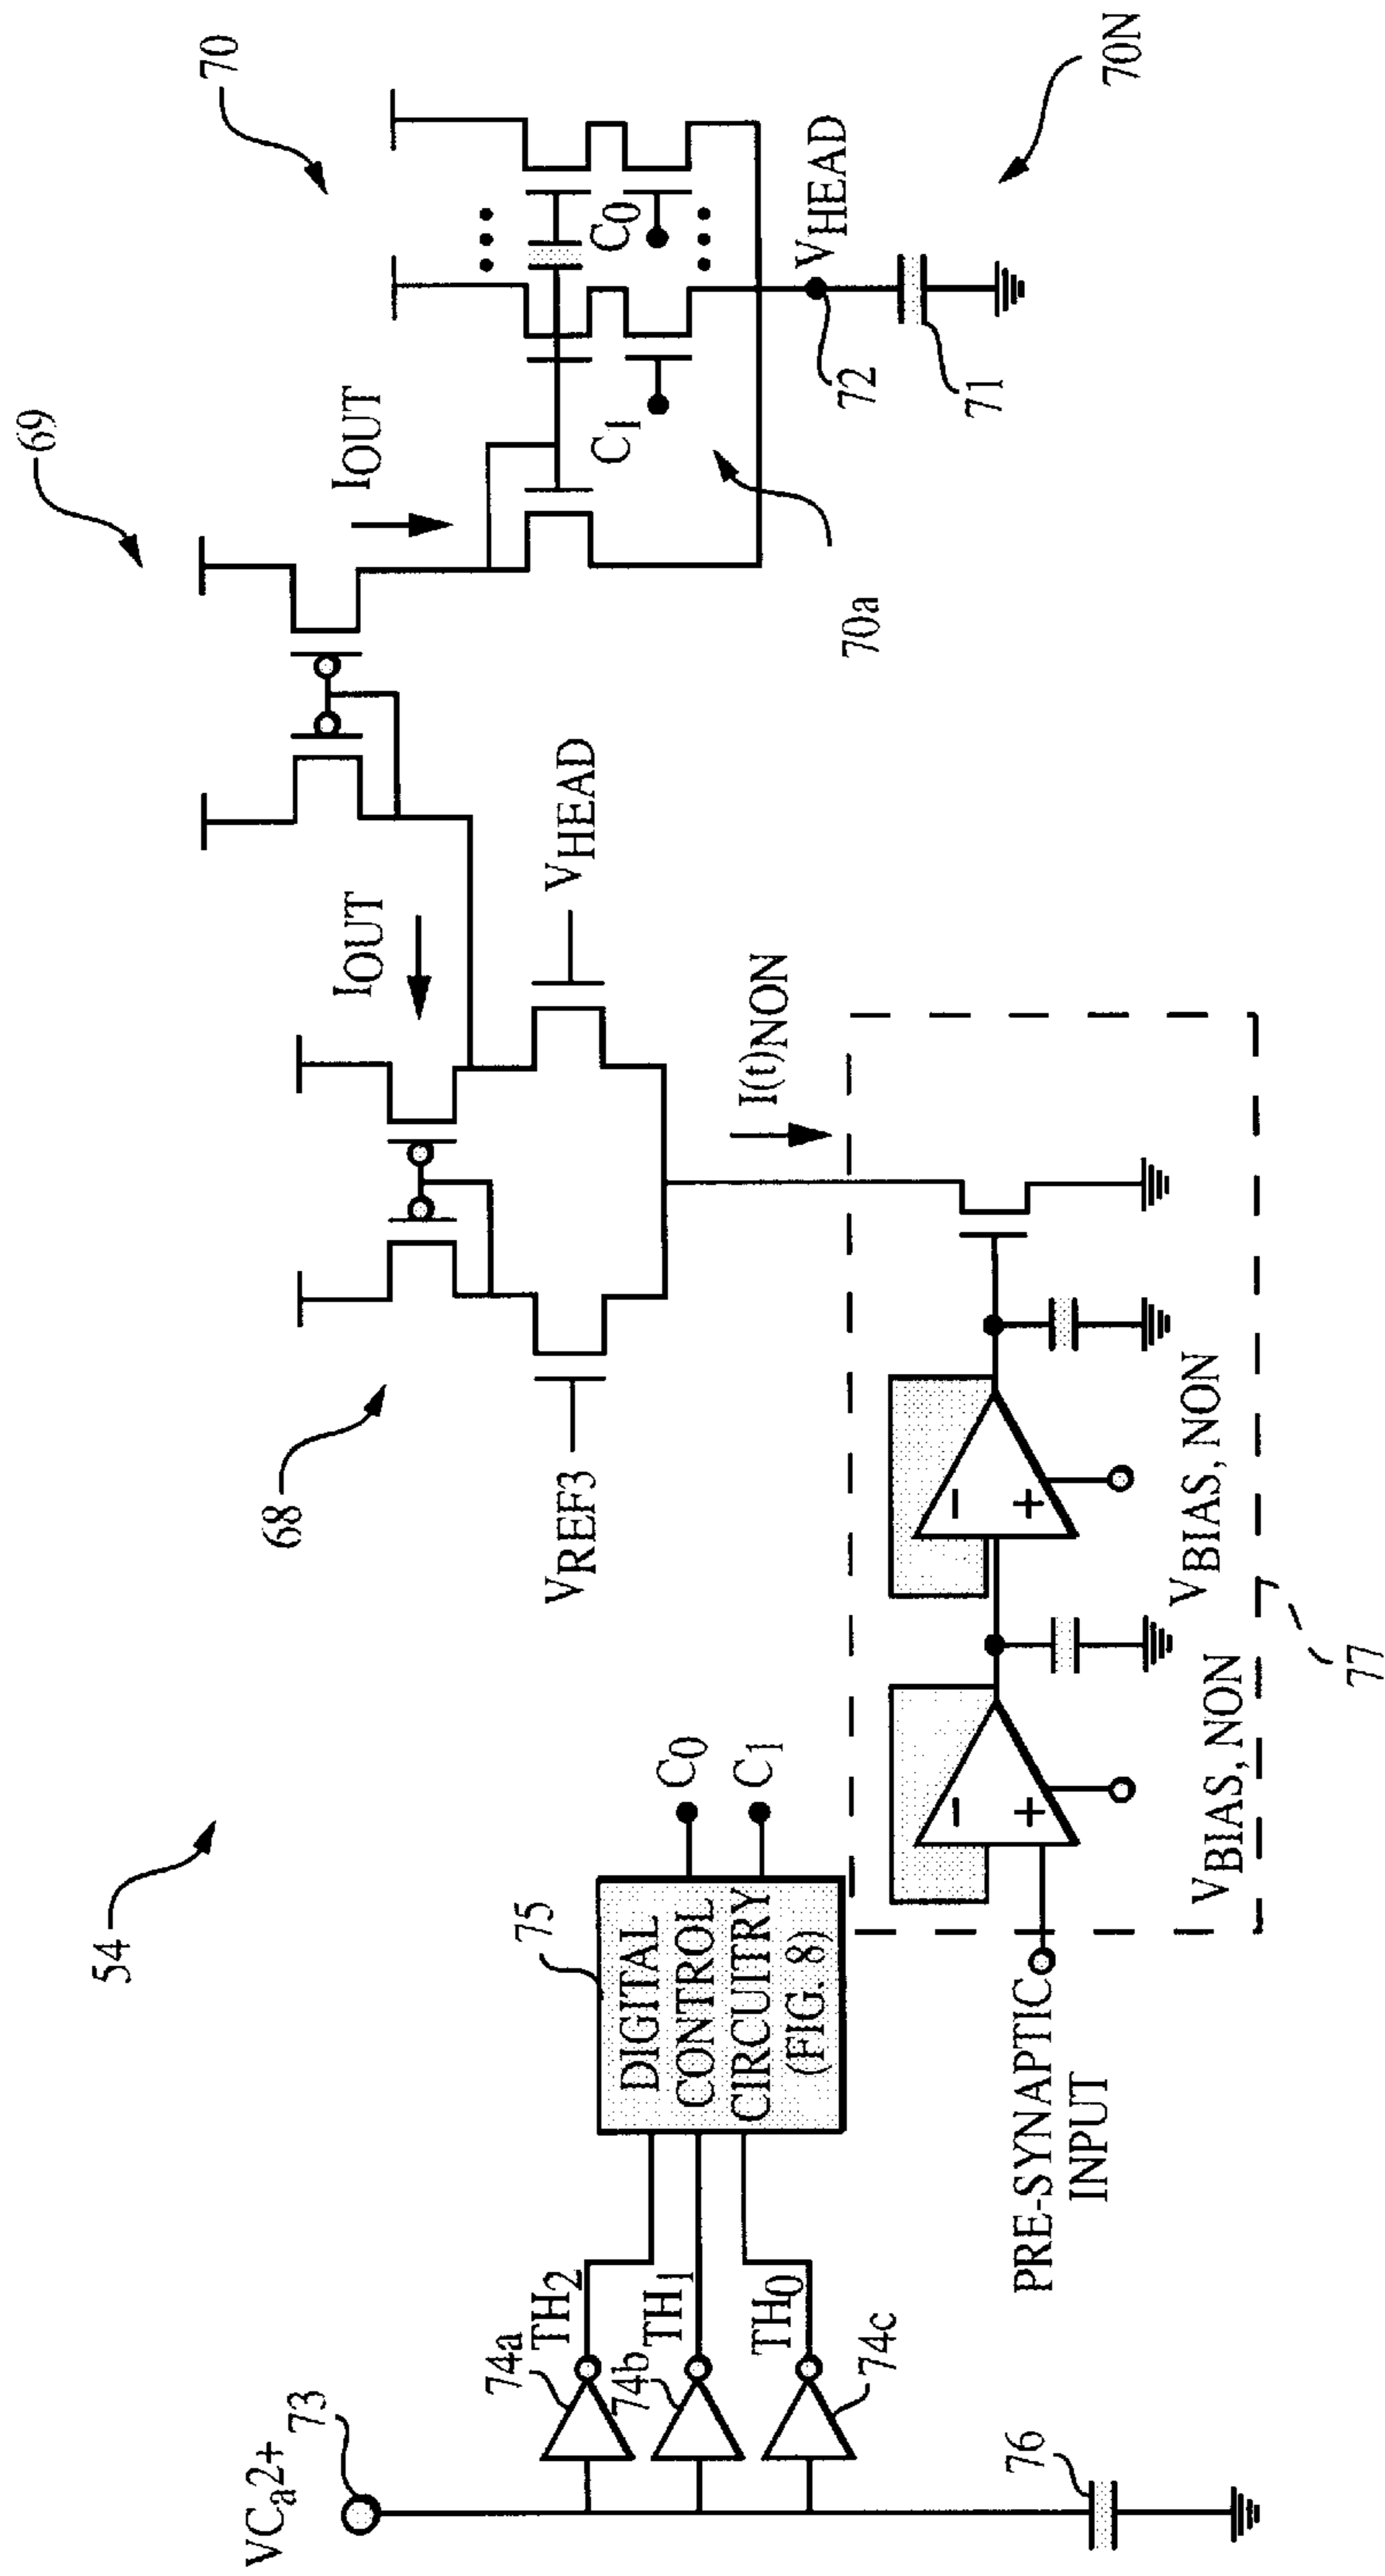 54
VCa2+
73
74a
TH2
74b
TH1
74c
TH0
76
75
DIGITAL
CONTROL
CIRCUITRY
(FIG. 8)
C0
C1
PRE-SYNAPTIC
INPUT
VBIAS, NON
VBIAS, NON
77
68
VREF3
IOUT
VHEAD
I(t)NON
69
IOUT
70
C1
C0
70a
VHEAD
72
71
70N
- +
- +